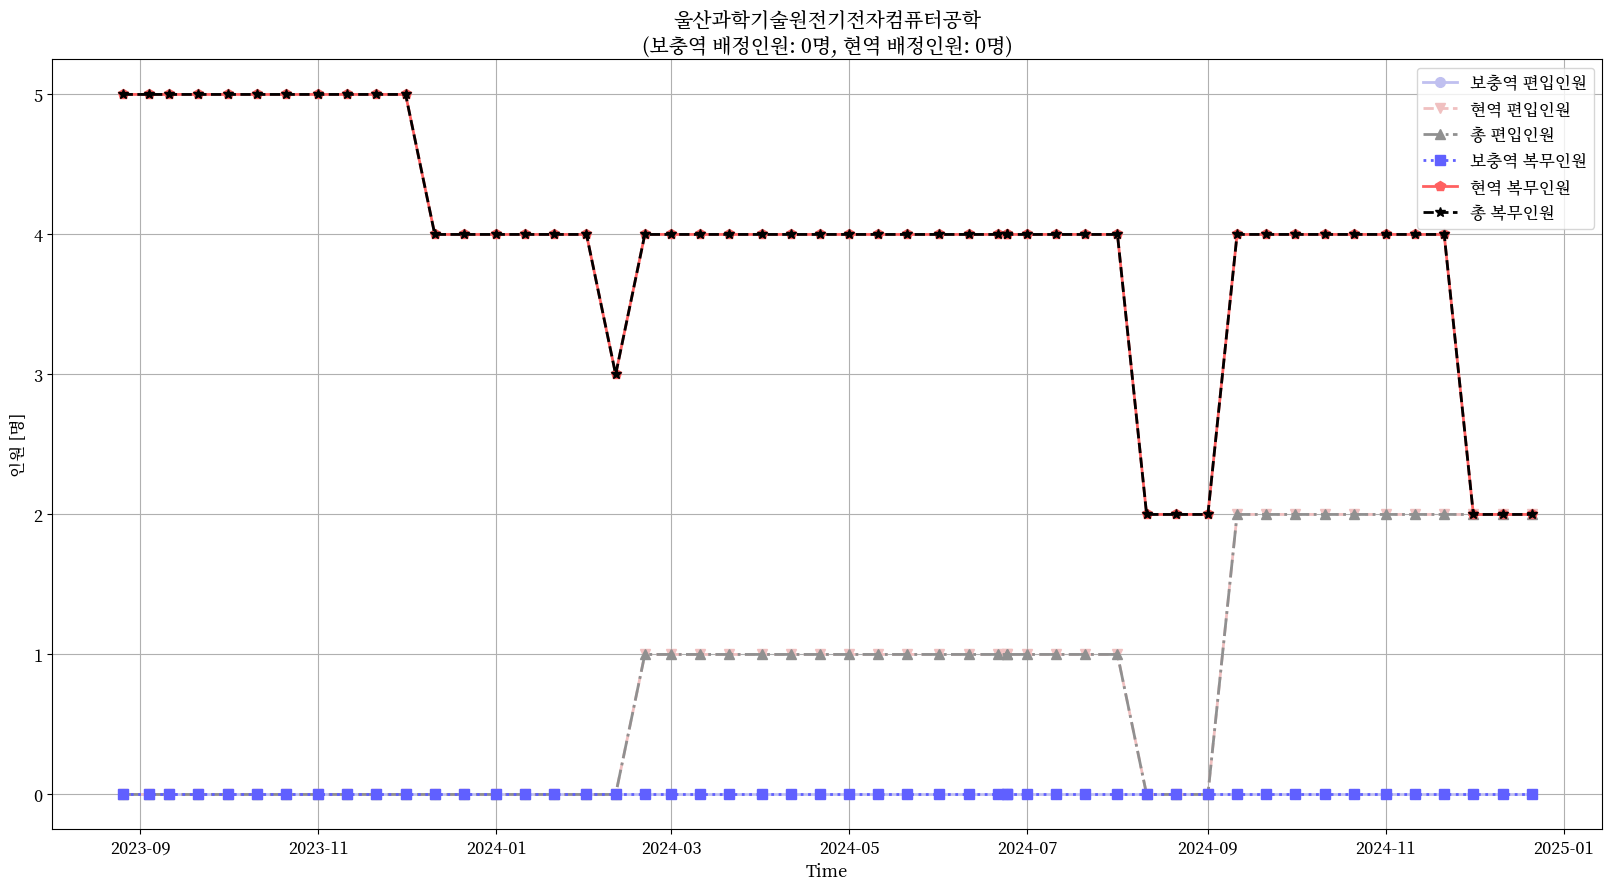 울산과학기술원전기전자컴퓨터공학
(보충역 배정인원: 0명, 현역 배정인원: 0명)
보충역 편입인원
현역 편입인원
총 편입인원
보충역 복무인원
현역 복무인원
총 복무인원
인원 [명]
5
4
3
2
1
0
2023-09
2023-11
2024-01
2024-03
2024-05
2024-07
2024-09
2024-11
2025-01
Time